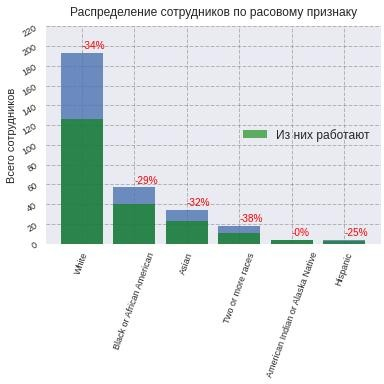 Распределение сотрудников по расовому признаку
Всего сотрудников
220
200
180
160
140
120
100
80
60
40
20
0
-34%
-29%
-32%
-38%
-0%
-25%
Из них работают
White
Black or African American
Asian
Two or more races
American Indian or Alaska Native
Hispanic